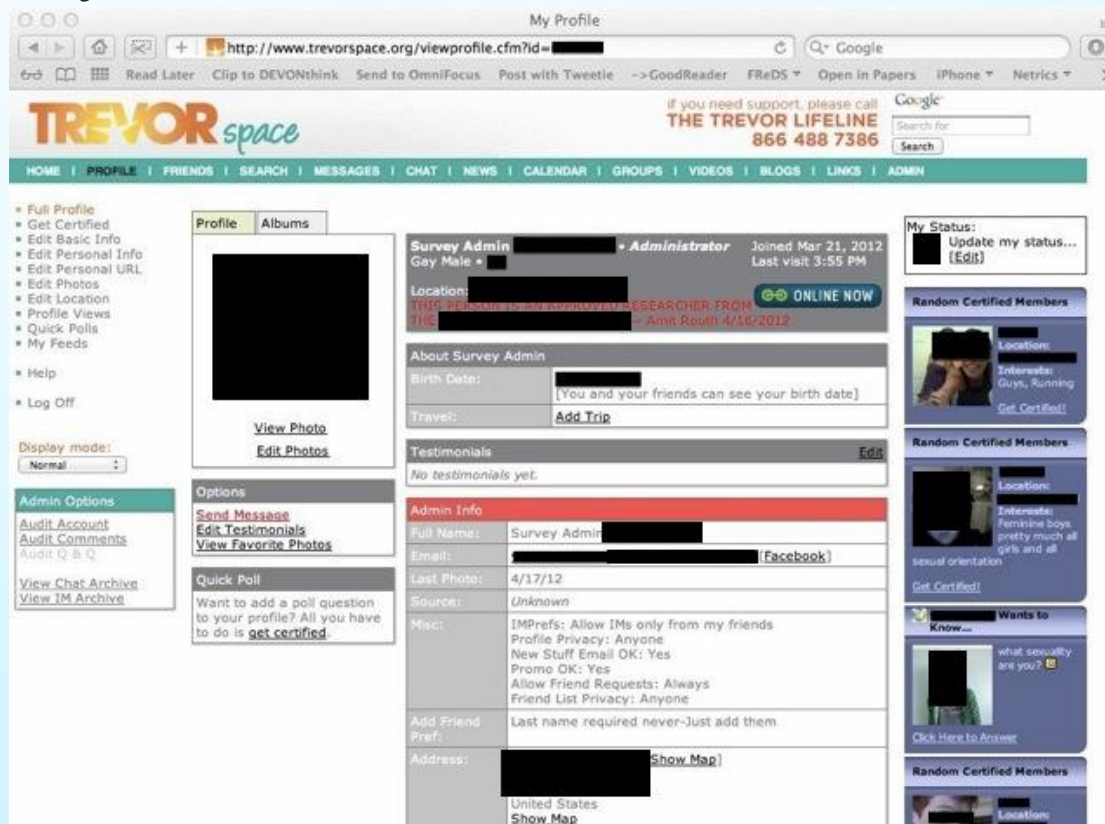 My Profile
http://www.trevorspace.org/viewprofile.cfm?id=
Google
Read Later Clip to DEVONthink Send to OmniFocus Post with Tweetie ->GoodReader FReDS Open in Papers iPhone Netrics
TREVOR space
if you need support, please call
THE TREVOR LIFELINE
866 488 7386
Google
Search for
Search
HOME | PROFILE | FRIENDS | SEARCH | MESSAGES | CHAT | NEWS | CALENDAR | GROUPS | VIDEOS | BLOGS | LINKS | ADMIN
Full Profile
Get Certified
Edit Basic Info
Edit Personal Info
Edit Personal URL
Edit Photos
Edit Location
Profile Views
Quick Polls
My Feeds
Help
Log Off
Display mode:
Normal
Admin Options
Audit Account
Audit Comments
Audit Q & Q
View Chat Archive
View IM Archive
Profile Albums
View Photo
Edit Photos
Options
Send Message
Edit Testimonials
View Favorite Photos
Quick Poll
Want to add a poll question
to your profile? All you have
to do is get certified.
Survey Admin • Administrator Joined Mar 21, 2012
Gay Male • Last visit 3:55 PM
Location: ONLINE NOW
THIS PERSON IS AN APPROVED RESEARCHER FROM
THE -- Amit Routh 4/16/2012
About Survey Admin
Birth Date:
[You and your friends can see your birth date]
Travel: Add Trip
Testimonials Edit
No testimonials yet.
Admin Info
Full Name: Survey Admin
Email: [Facebook]
Last Photo: 4/17/12
Source: Unknown
Misc: IMPrefs: Allow IMs only from my friends
Profile Privacy: Anyone
New Stuff Email OK: Yes
Promo OK: Yes
Allow Friend Requests: Always
Friend List Privacy: Anyone
Add Friend Pref: Last name required never-Just add them
Address: Show Map]
United States
Show Map
My Status:
Update my status...
[Edit]
Random Certified Members
Location:
Interests:
Guys, Running
Get Certified!
Random Certified Members
Location:
Interests:
Feminine boys
pretty much all
girls and all
sexual orientation
Get Certified!
Wants to
Know...
what sexuality
are you?
Click Here to Answer
Random Certified Members
Location: